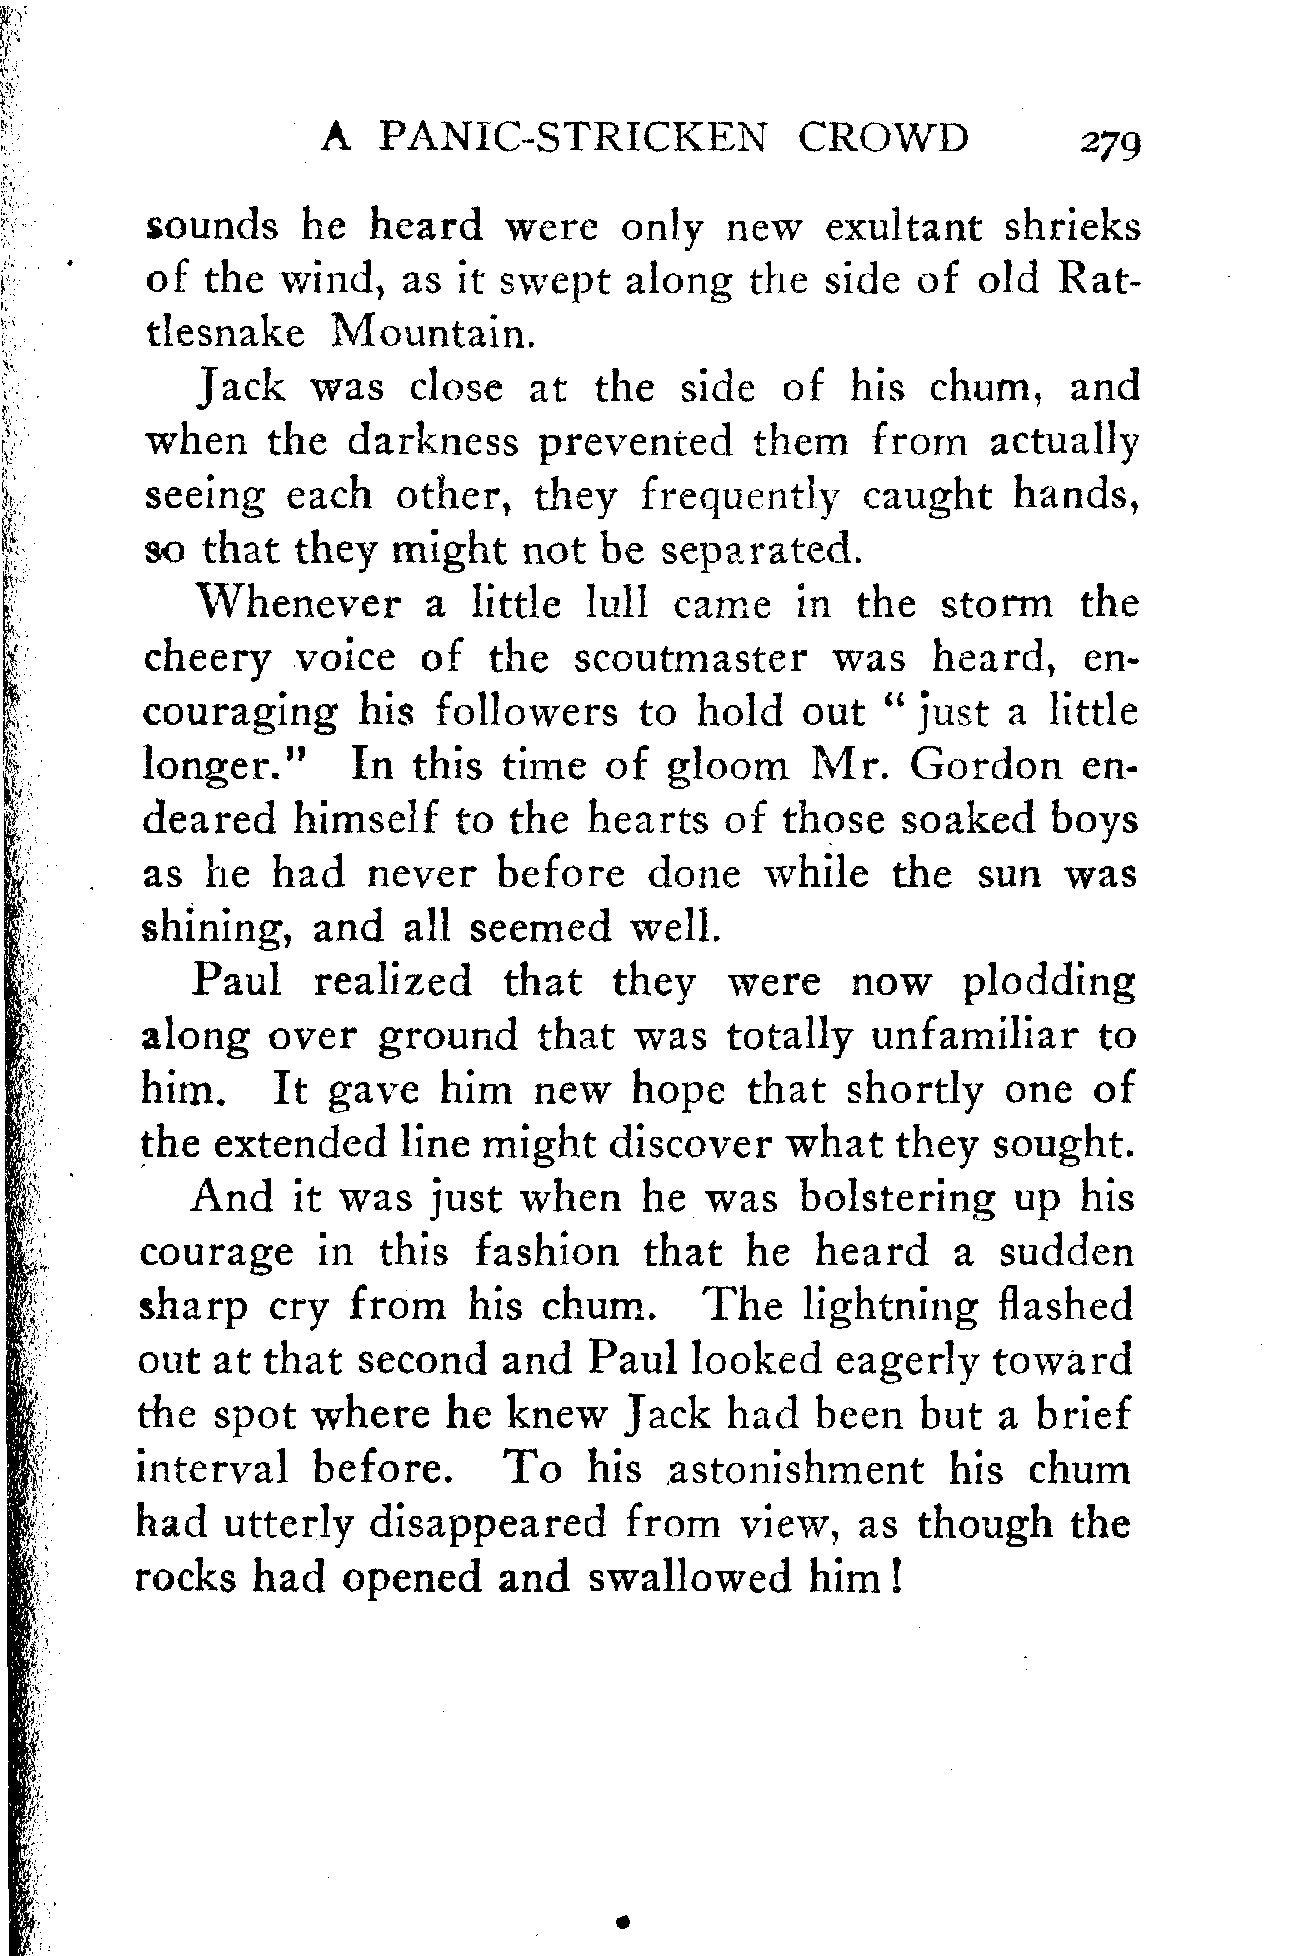 A PANIC-STRICKEN CROWD 279
sounds he heard were only new exultant shrieks
of the wind, as it swept along the side of old Rat-
tlesnake Mountain.
Jack was close at the side of his chum, and
when the darkness prevented them from actually
seeing each other, they frequently caught hands,
so that they might not be separated.
Whenever a little lull came in the storm the
cheery voice of the scoutmaster was heard, en-
couraging his followers to hold out “ just a little
longer.” In this time of gloom Mr. Gordon en-
deared himself to the hearts of those soaked boys
as he had never before done while the sun was
shining, and all seemed well.
Paul realized that they were now plodding
along over ground that was totally unfamiliar to
him. It gave him new hope that shortly one of
the extended line might discover what they sought.
And it was just when he was bolstering up his
courage in this fashion that he heard a sudden
sharp cry from his chum. The lightning flashed
out at that second and Paul looked eagerly toward
the spot where he knew Jack had been but a brief
interval before. To his astonishment his chum
had utterly disappeared from view, as though the
rocks had opened and swallowed him !